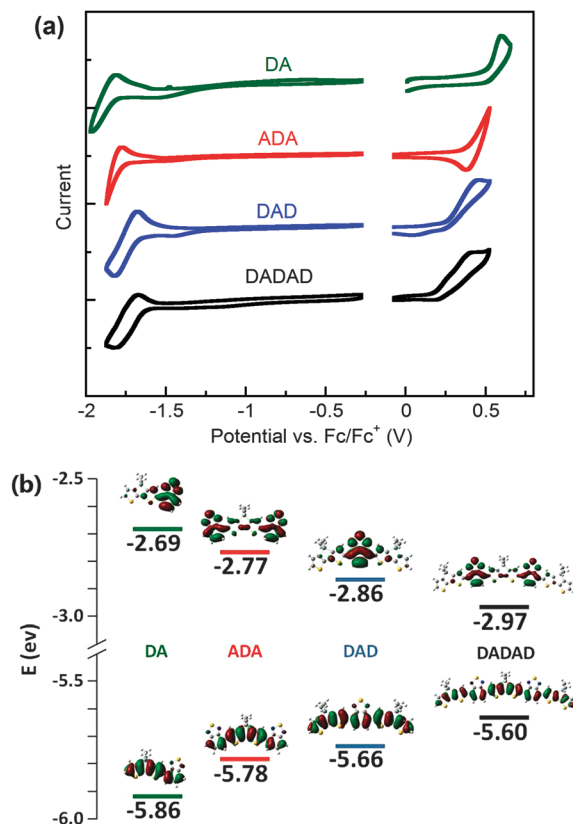 (a)
DA
ADA
DAD
DADAD
Current
-2 -1.5 -1 -0.5 0 0.5
Potential vs. Fc/Fc+ (V)
(b)
E (ev)
-2.5
-3.0
-5.5
-6.0
-2.69
-2.77
-2.86
-2.97
DA ADA DAD DADAD
-5.86
-5.78
-5.66
-5.60